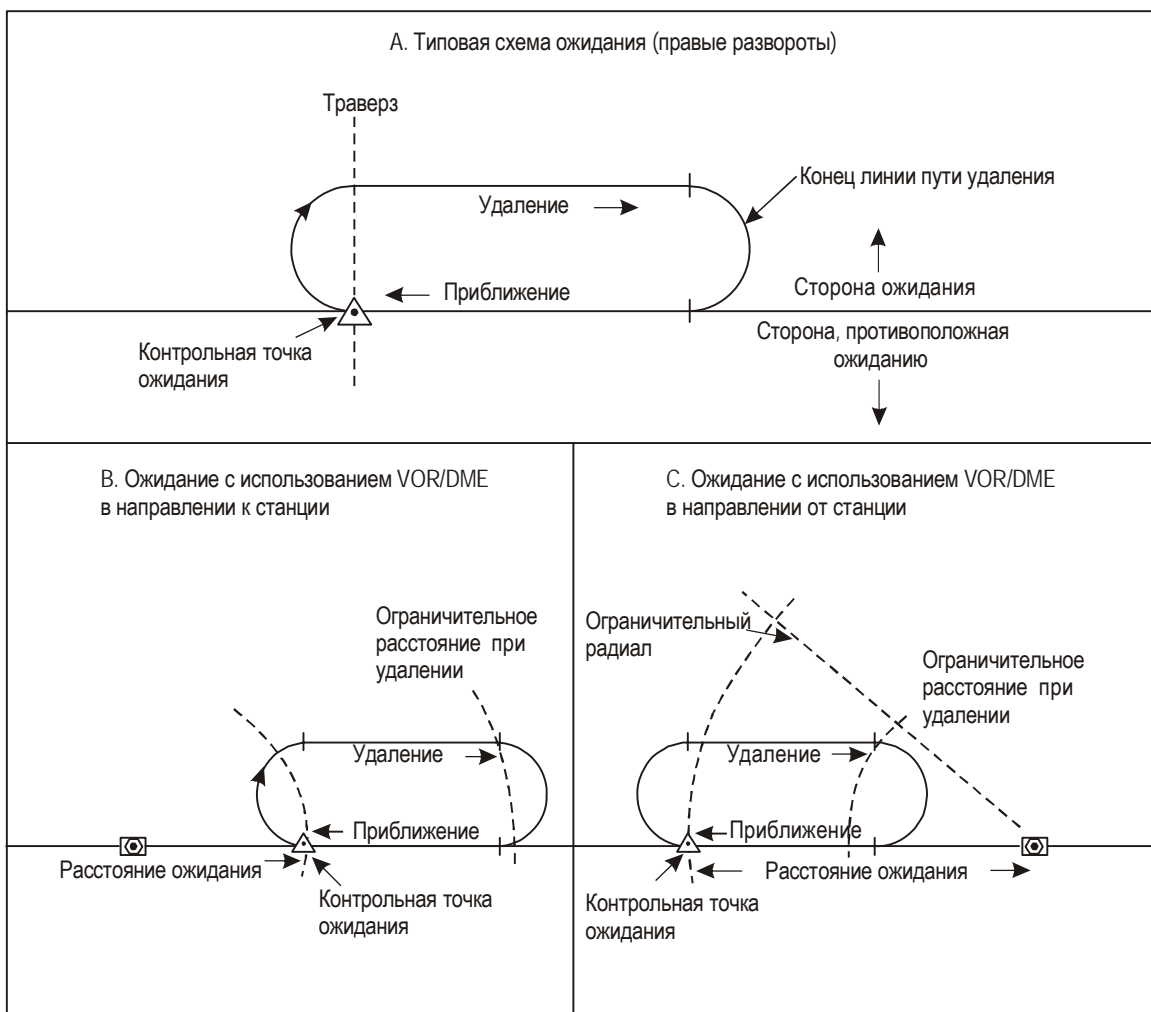 A. Типовая схема ожидания (правые развороты)
Траверз
Конец линии пути удаления
Удаление
Приближение
Сторона ожидания
Сторона, противоположная
ожиданию
Контрольная точка
ожидания
B. Ожидание с использованием VOR/DME
в направлении к станции
Ограничительное
расстояние при
удалении
Удаление
Приближение
Расстояние ожидания
Контрольная точка
ожидания
C. Ожидание с использованием VOR/DME
в направлении от станции
Ограничительный
радиал
Ограничительное
расстояние при
удалении
Удаление
Приближение
Расстояние ожидания
Контрольная точка
ожидания